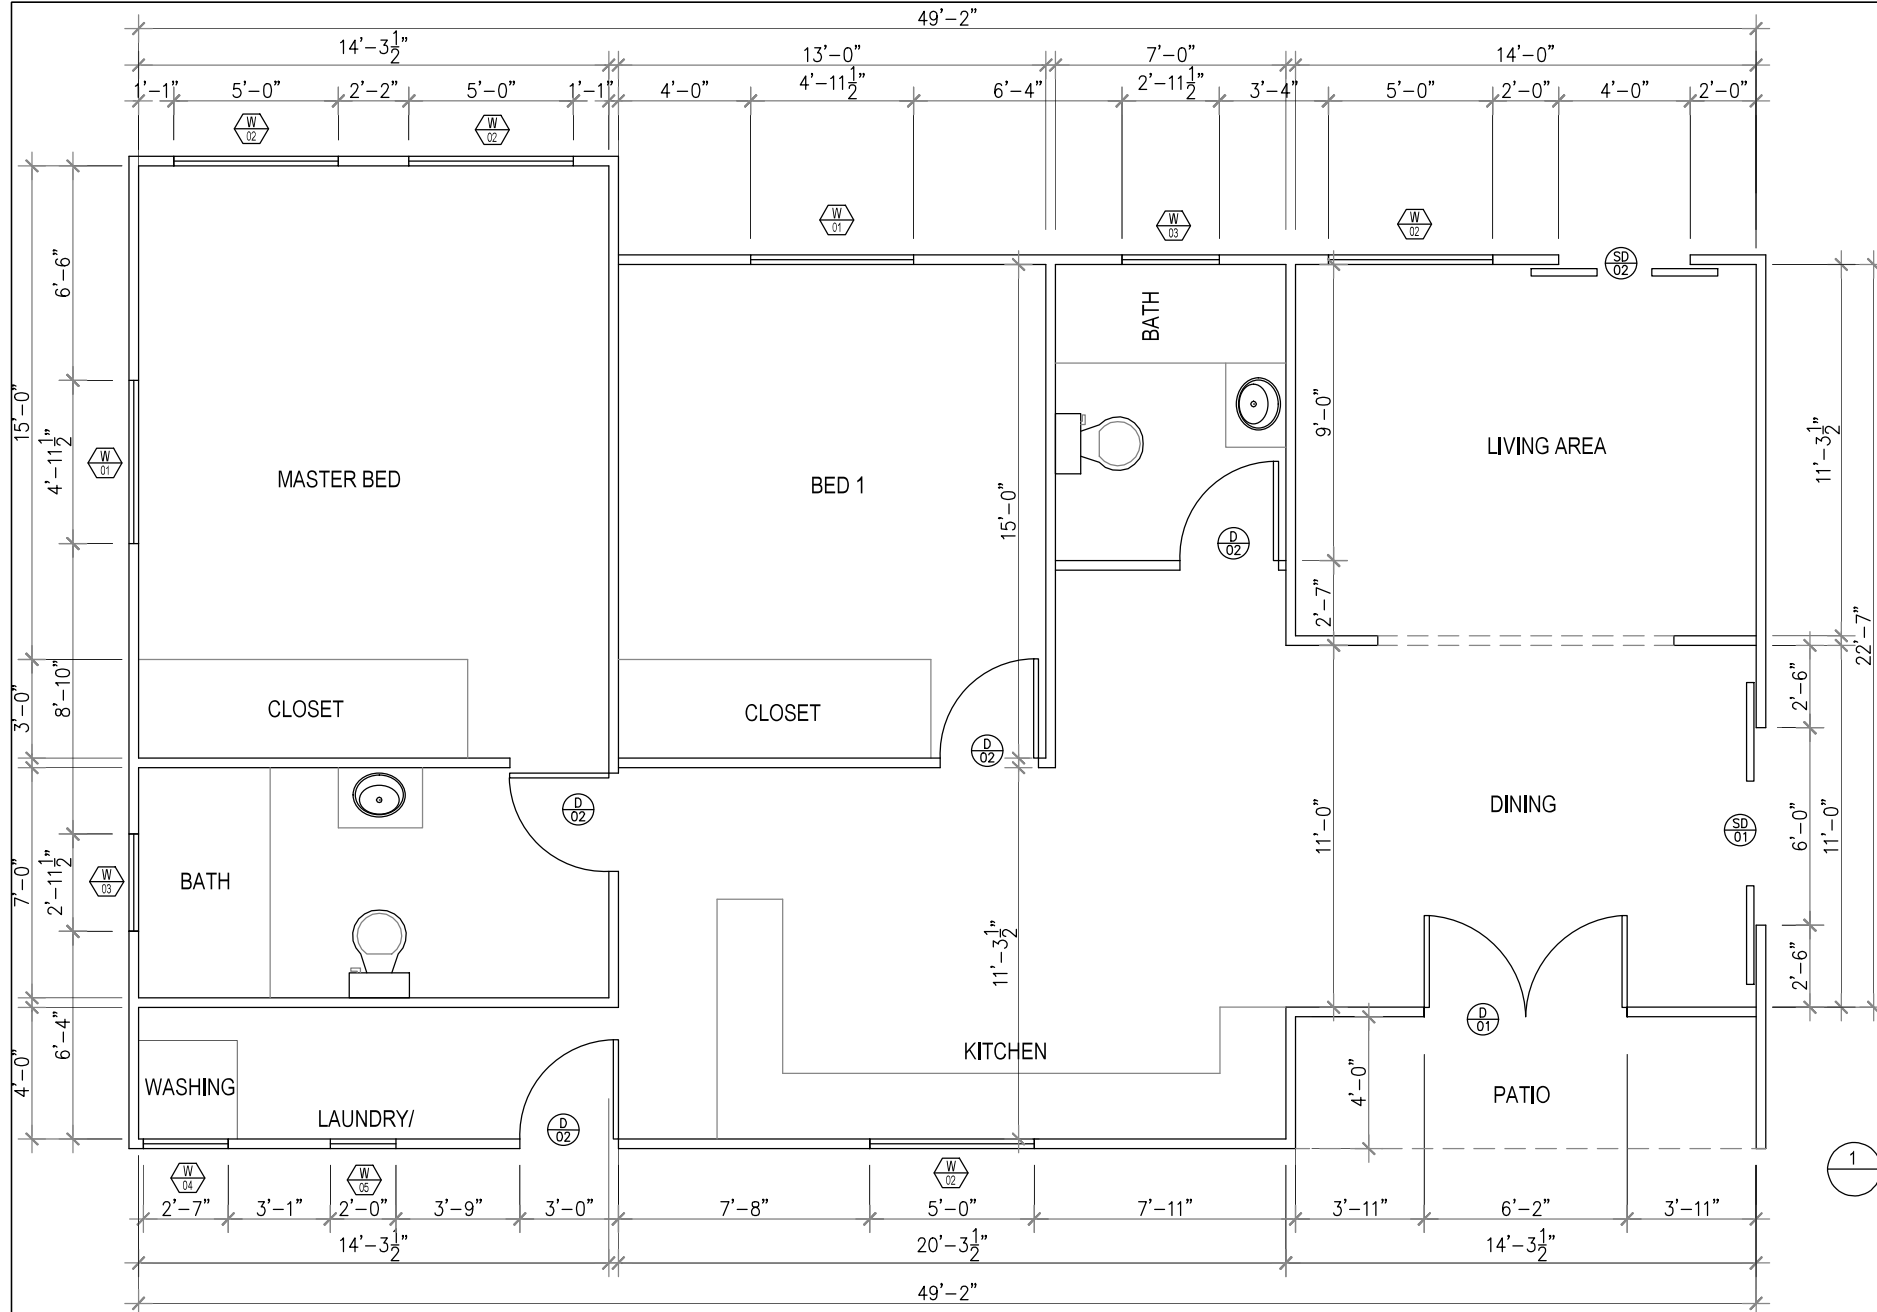 49'-2"
14'-3½" 13'-0" 7'-0" 14'-0"
1'-1" 5'-0" 2'-2" 5'-0" 1'-1" 4'-0" 4'-11½" 6'-4" 2'-11½" 3'-4" 5'-0" 2'-0" 4'-0" 2'-0"
W
02
W
02
W
01
W
03
W
02
SD
02
6'-6"
15'-0"
4'-11½"
W
01
8'-10"
3'-0"
2'-11½"
W
03
7'-0"
6'-4"
4'-0"
MASTER BED
CLOSET
BATH
D
02
WASHING
LAUNDRY/
D
02
BED 1
15'-0"
CLOSET
D
02
11'-3½"
KITCHEN
BATH
D
02
9'-0"
2'-7"
11'-0"
LIVING AREA
DINING
SD
01
D
01
PATIO
4'-0"
11'-3½"
22'-7"
2'-6"
6'-0"
11'-0"
2'-6"
1
W
04
W
05
W
02
2'-7" 3'-1" 2'-0" 3'-9" 3'-0" 7'-8" 5'-0" 7'-11" 3'-11" 6'-2" 3'-11"
14'-3½" 20'-3½" 14'-3½"
49'-2"